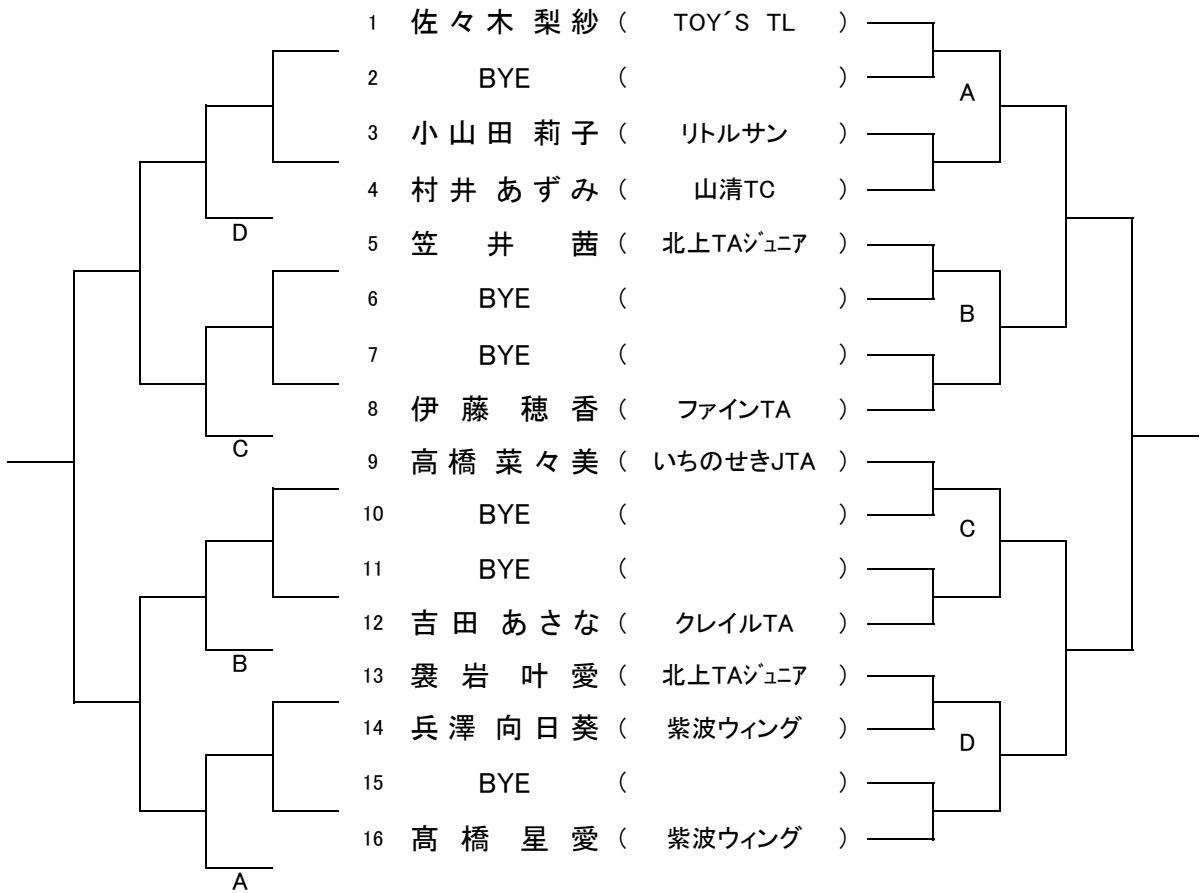 1 佐々木 梨紗 ( TOY´S TL )
2 BYE ( )
A
3 小山田 莉子 ( リトルサン )
4 村井 あずみ ( 山清TC )
D
5 笠井 茜 ( 北上TAジュニア )
6 BYE ( )
B
7 BYE ( )
8 伊藤 穂香 ( ファインTA )
C
9 高橋 菜々美 ( いちのせきJTA )
10 BYE ( )
C
11 BYE ( )
12 吉田 あさな ( クレイルTA )
B
13 褜岩 叶愛 ( 北上TAジュニア )
14 兵澤 向日葵 ( 紫波ウィング )
D
15 BYE ( )
16 髙橋 星愛 ( 紫波ウィング )
A